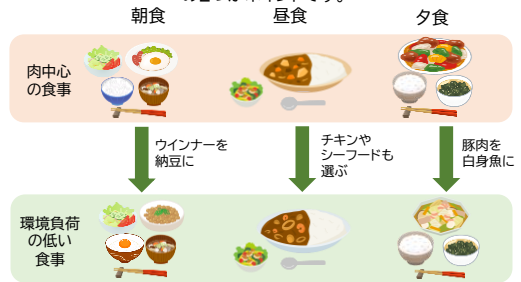 朝食
昼食
夕食
肉中心
の食事
ウインナーを
納豆に
チキンや
シーフードも
選ぶ
豚肉を
白身魚に
環境負荷
の低い
食事